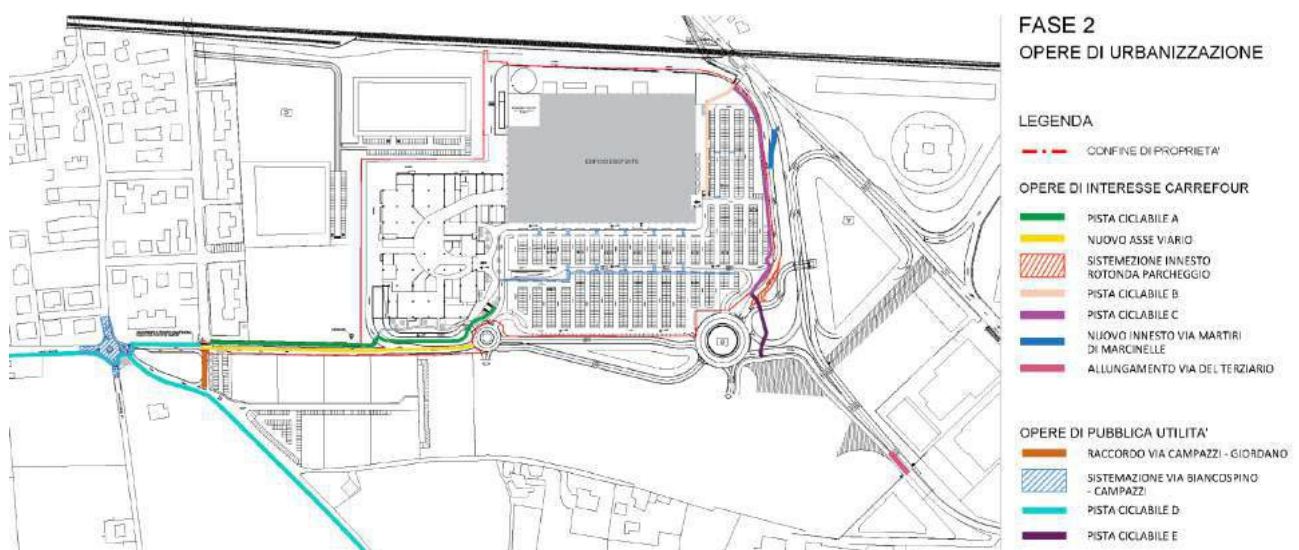 FASE 2
OPERE DI URBANIZZAZIONE
LEGENDA
CONFINE DI PROPRIETA'
OPERE DI INTERESSE CARREFOUR
PISTA CICLABILE A
NUOVO ASSE VIARIO
SISTEMEZIONE INNESTO
ROTONDA PARCHEGGIO
PISTA CICLABILE B
PISTA CICLABILE C
NUOVO INNESTO VIA MARTIRI
DI MARCINELLE
ALLUNGAMENTO VIA DEL TERZIARIO
OPERE DI PUBBLICA UTILITA'
RACCORDO VIA CAMPAZZI - GIORDANO
SISTEMAZIONE VIA BIANCOSPINO
- CAMPAZZI
PISTA CICLABILE D
PISTA CICLABILE E